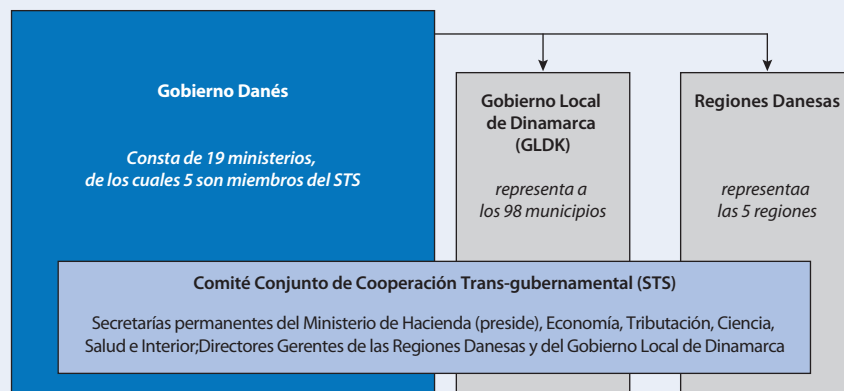 Gobierno Danés
Consta de 19 ministerios,
de los cuales 5 son miembros del STS
Gobierno Local
de Dinamarca
(GLDK)
representa a
los 98 municipios
Regiones Danesas
representaa
las 5 regiones
Comité Conjunto de Cooperación Trans-gubernamental (STS)
Secretarías permanentes del Ministerio de Hacienda (preside), Economía, Tributación, Ciencia,
Salud e Interior;Directores Gerentes de las Regiones Danesas y del Gobierno Local de Dinamarca